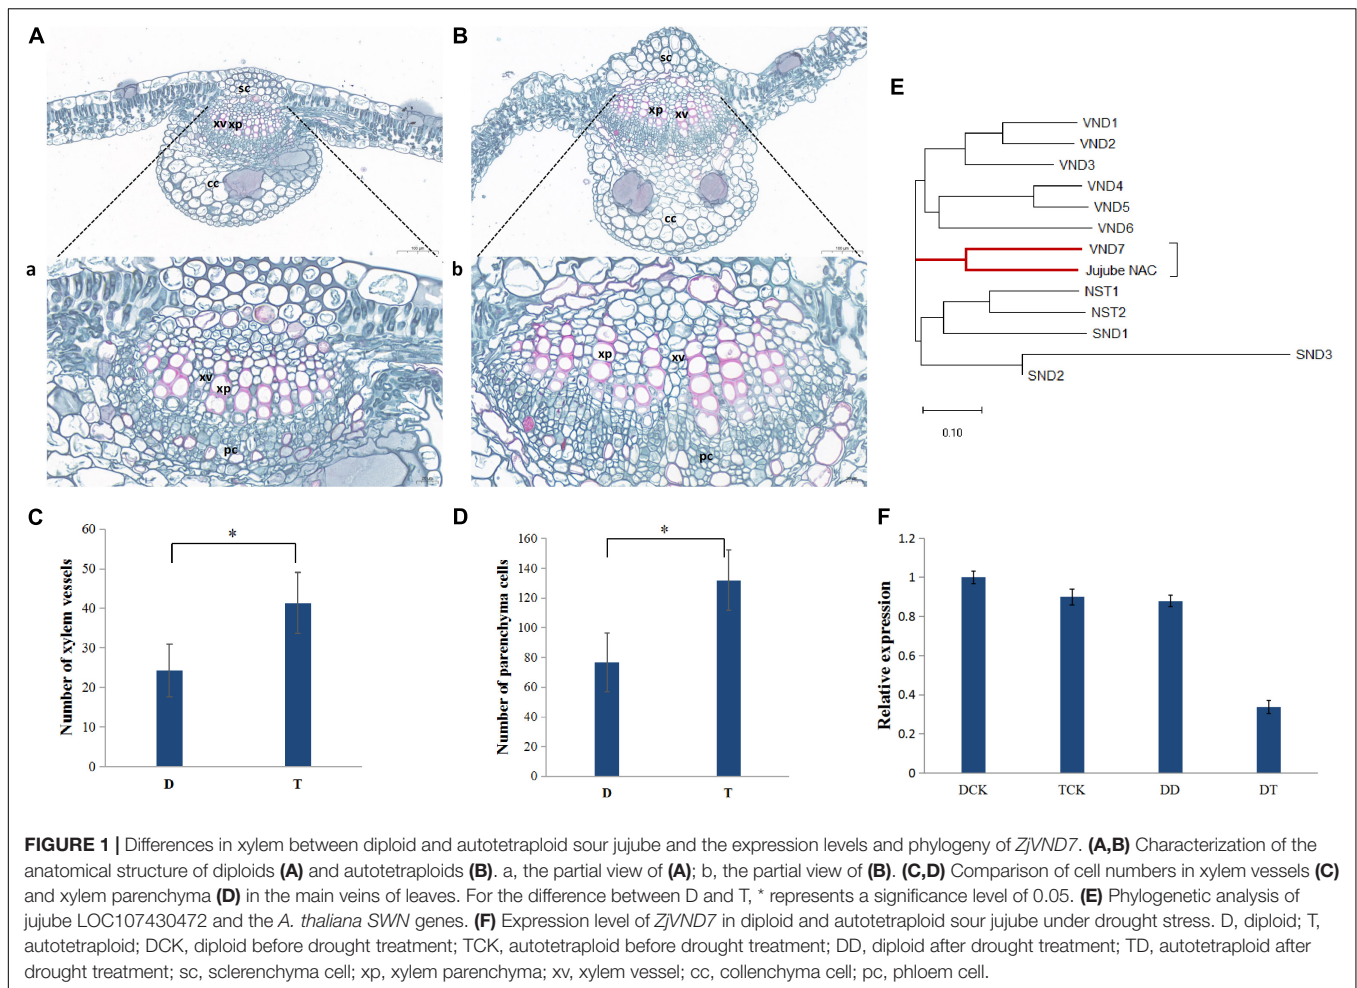 A
B
sc
xv xp
cc
100 μm
sc
xp
xv
cc
100 μm
a
xv
xp
pc
b
xp
xv
pc
E
VND1
VND2
VND3
VND4
VND5
VND6
VND7
Jujube NAC
NST1
NST2
SND1
SND3
SND2
0.10
C
Number of xylem vessels
60
50
40
30
20
10
0
*
D
T
D
Number of parenchyma cells
160
140
120
100
80
60
40
20
0
*
D
T
F
Relative expression
1.2
1
0.8
0.6
0.4
0.2
0
DCK
TCK
DD
DT
FIGURE 1 | Differences in xylem between diploid and autotetraploid sour jujube and the expression levels and phylogeny of ZjVND7. (A,B) Characterization of the
anatomical structure of diploids (A) and autotetraploids (B). a, the partial view of (A); b, the partial view of (B). (C,D) Comparison of cell numbers in xylem vessels (C)
and xylem parenchyma (D) in the main veins of leaves. For the difference between D and T, * represents a significance level of 0.05. (E) Phylogenetic analysis of
jujube LOC107430472 and the A. thaliana SWN genes. (F) Expression level of ZjVND7 in diploid and autotetraploid sour jujube under drought stress. D, diploid; T,
autotetraploid; DCK, diploid before drought treatment; TCK, autotetraploid before drought treatment; DD, diploid after drought treatment; TD, autotetraploid after
drought treatment; sc, sclerenchyma cell; xp, xylem parenchyma; xv, xylem vessel; cc, collenchyma cell; pc, phloem cell.